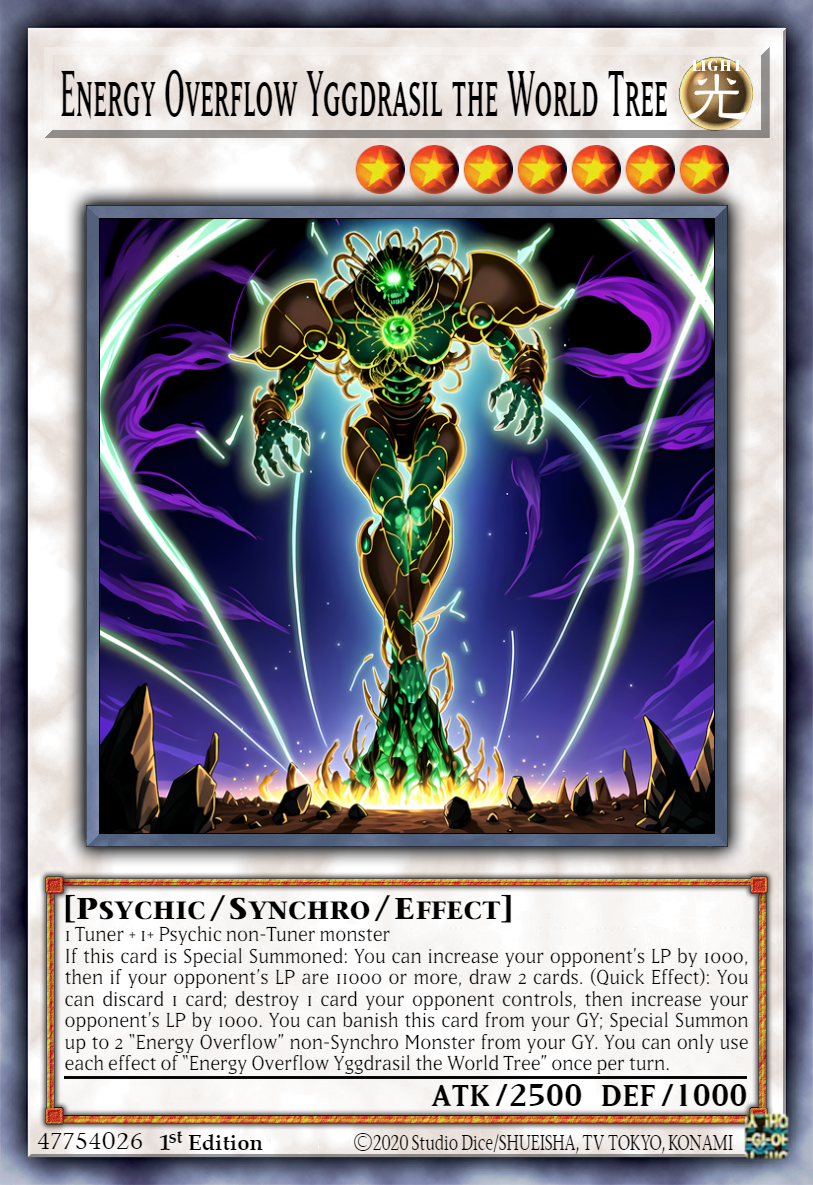 Energy Overflow Yggdrasil the World Tree
LIGHT
光
[Psychic/Synchro/Effect]
1 Tuner + 1+ Psychic non-Tuner monster
If this card is Special Summoned: You can increase your opponent's LP by 1000,
then if your opponent's LP are 11000 or more, draw 2 cards. (Quick Effect): You
can discard 1 card; destroy 1 card your opponent controls, then increase your
opponent's LP by 1000. You can banish this card from your GY; Special Summon
up to 2 "Energy Overflow" non-Synchro Monster from your GY. You can only use
each effect of "Energy Overflow Yggdrasil the World Tree" once per turn.
ATK/2500 DEF/1000
47754026 1st Edition ©2020 Studio Dice/SHUEISHA, TV TOKYO, KONAMI